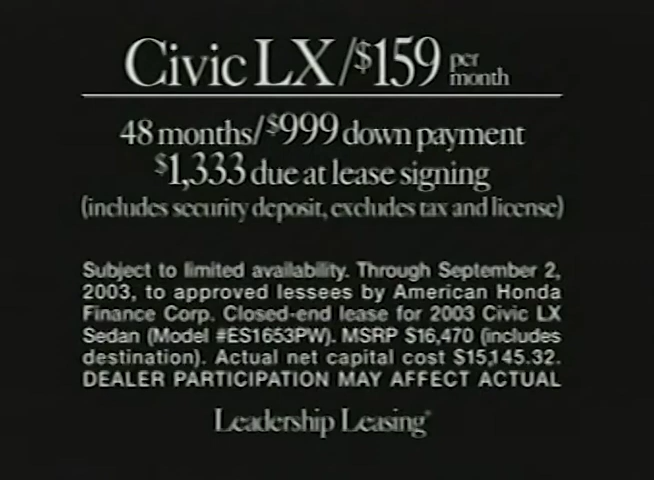 Civic LX/$159 per month
48 months/$999 down payment
$1,333 due at lease signing
(includes security deposit, excludes tax and license)
Subject to limited availability. Through September 2,
2003, to approved lessees by American Honda
Finance Corp. Closed-end lease for 2003 Civic LX
Sedan (Model #ES1653PW). MSRP $16,470 (includes
destination). Actual net capital cost $15,145.32.
DEALER PARTICIPATION MAY AFFECT ACTUAL
Leadership Leasing®